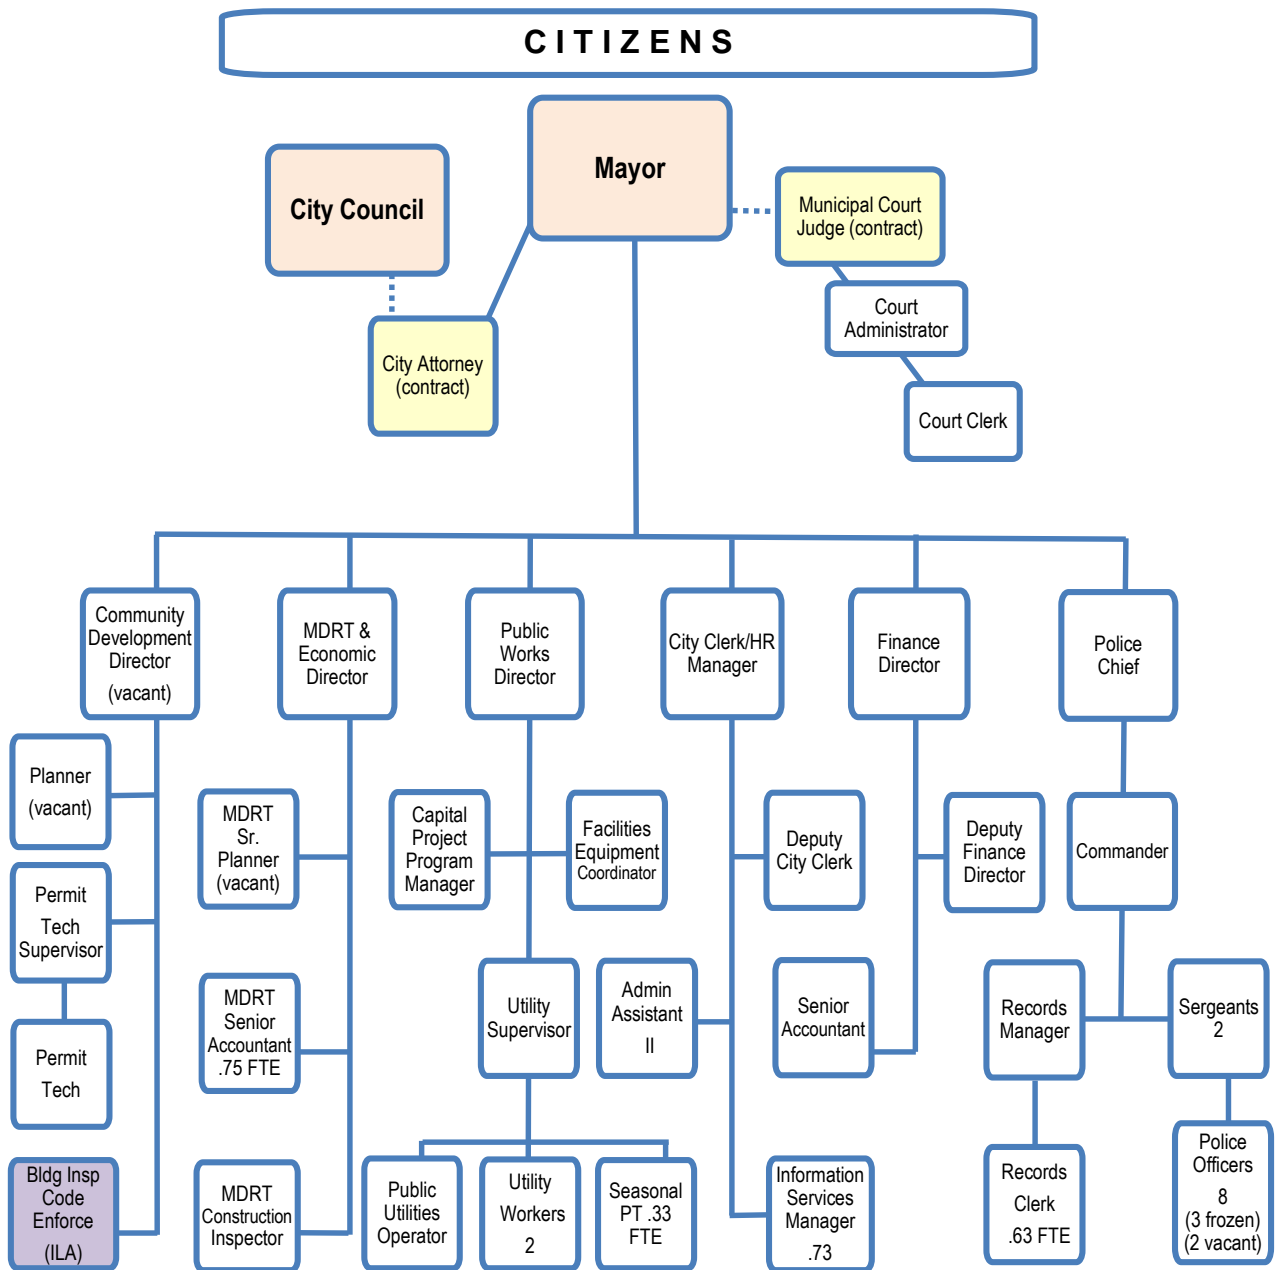 C I T I Z E N S
Mayor
City Council
Municipal Court
Judge (contract)
Court
Administrator
City Attorney
(contract)
Court Clerk
Community
Development
Director
(vacant)
MDRT &
Economic
Director
Public
Works
Director
City Clerk/HR
Manager
Finance
Director
Police
Chief
Planner
(vacant)
MDRT
Sr.
Planner
(vacant)
Capital
Project
Program
Manager
Facilities
Equipment
Coordinator
Deputy
City Clerk
Deputy
Finance
Director
Commander
Permit
Tech
Supervisor
MDRT
Senior
Accountant
.75 FTE
Utility
Supervisor
Admin
Assistant
II
Senior
Accountant
Records
Manager
Sergeants
2
Permit
Tech
Bldg Insp
Code
Enforce
(ILA)
MDRT
Construction
Inspector
Public
Utilities
Operator
Utility
Workers
2
Seasonal
PT .33
FTE
Information
Services
Manager
.73
Records
Clerk
.63 FTE
Police
Officers
8
(3 frozen)
(2 vacant)